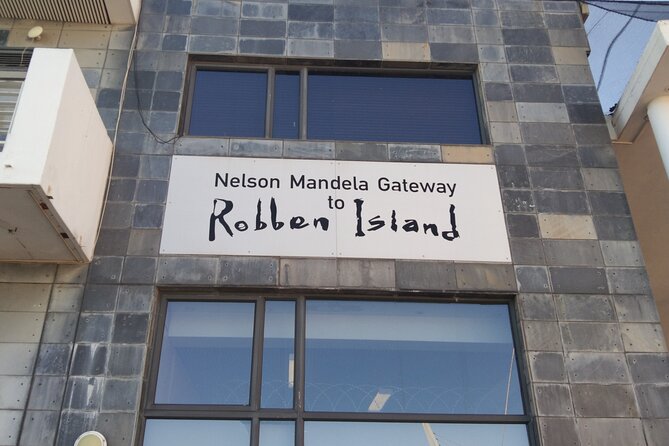 Nelson Mandela Gateway
to
Robben Island